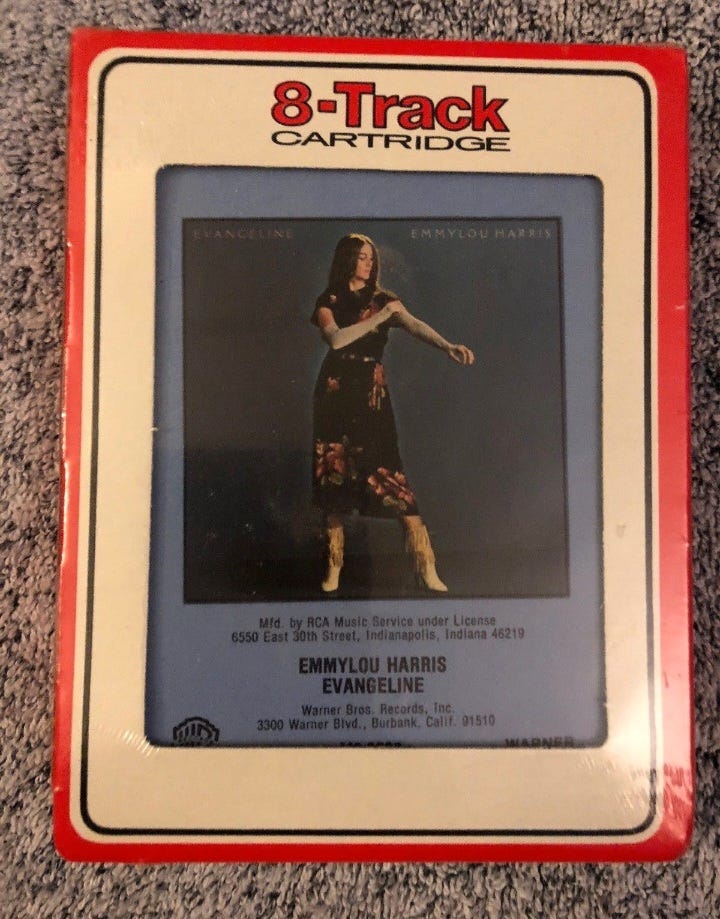 8-Track
CARTRIDGE
EVANGELINE EMMYLOU HARRIS
Mfd. by RCA Music Service under License
6550 East 30th Street, Indianapolis, Indiana 46219
EMMYLOU HARRIS
EVANGELINE
Warner Bros. Records, Inc.
3300 Warner Blvd., Burbank, Calif. 91510
WARNER